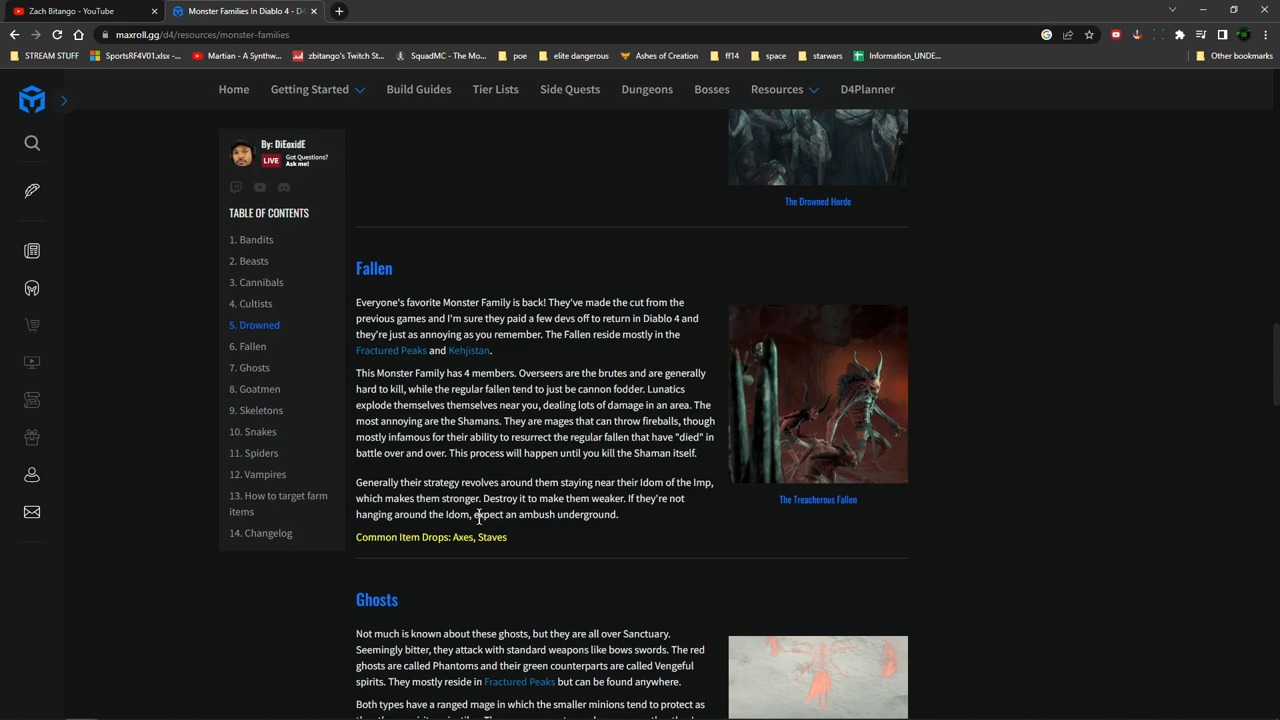 Zach Bitango - YouTube
Monster Families In Diablo 4 - D4
maxroll.gg/d4/resources/monster-families
STREAM STUFF
SportsRF4V01.xlsx -...
Martian - A Synthw...
zbitango's Twitch St...
SquadMC - The Mo...
poe
elite dangerous
Ashes of Creation
ff14
space
starwars
Information_UNDE...
Other bookmarks
Home
Getting Started
Build Guides
Tier Lists
Side Quests
Dungeons
Bosses
Resources
D4Planner
By: DiEoxidE
LIVE
Got Questions?
Ask me!
TABLE OF CONTENTS
1. Bandits
2. Beasts
3. Cannibals
4. Cultists
5. Drowned
6. Fallen
7. Ghosts
8. Goatmen
9. Skeletons
10. Snakes
11. Spiders
12. Vampires
13. How to target farm
items
14. Changelog
The Drowned Horde
Fallen
Everyone's favorite Monster Family is back! They've made the cut from the
previous games and I'm sure they paid a few devs off to return in Diablo 4 and
they're just as annoying as you remember. The Fallen reside mostly in the
Fractured Peaks and Kehjistan.
This Monster Family has 4 members. Overseers are the brutes and are generally
hard to kill, while the regular fallen tend to just be cannon fodder. Lunatics
explode themselves themselves near you, dealing lots of damage in an area. The
most annoying are the Shamans. They are mages that can throw fireballs, though
mostly infamous for their ability to resurrect the regular fallen that have "died" in
battle over and over. This process will happen until you kill the Shaman itself.
Generally their strategy revolves around them staying near their Idom of the Imp,
which makes them stronger. Destroy it to make them weaker. If they're not
hanging around the Idom, expect an ambush underground.
Common Item Drops: Axes, Staves
The Treacherous Fallen
Ghosts
Not much is known about these ghosts, but they are all over Sanctuary.
Seemingly bitter, they attack with standard weapons like bows swords. The red
ghosts are called Phantoms and their green counterparts are called Vengeful
spirits. They mostly reside in Fractured Peaks but can be found anywhere.
Both types have a ranged mage in which the smaller minions tend to protect as